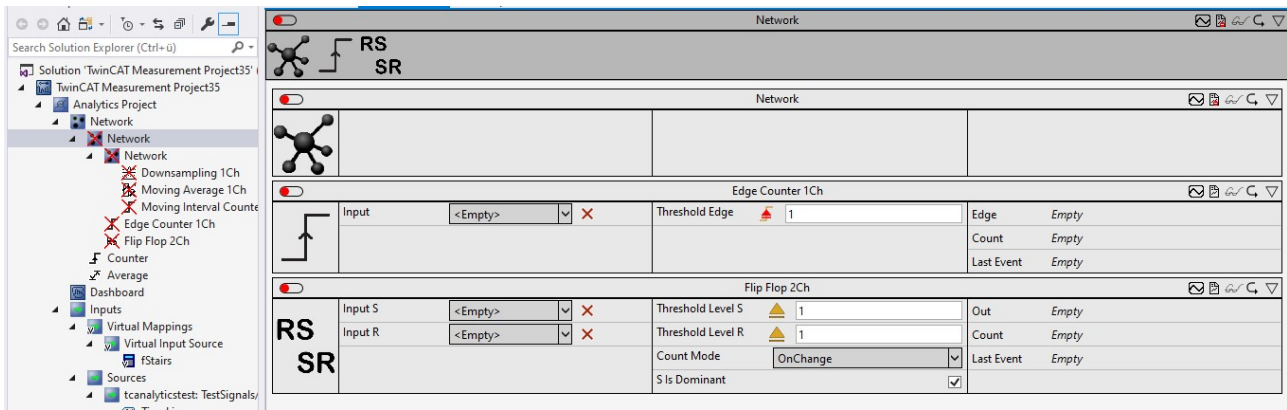 Search Solution Explorer (Ctrl+ü)
Solution 'TwinCAT Measurement Project35'
TwinCAT Measurement Project35
Analytics Project
Network
Network
Network
Downsampling 1Ch
Moving Average 1Ch
Moving Interval Counte
Edge Counter 1Ch
Flip Flop 2Ch
Counter
Average
Dashboard
Inputs
Virtual Mappings
Virtual Input Source
fStairs
Sources
tcanalyticstest: TestSignals/
Network
RS
SR
Network
Edge Counter 1Ch
Input <Empty> Threshold Edge 1 Edge Empty
Count Empty
Last Event Empty
Flip Flop 2Ch
RS
SR
Input S <Empty> Threshold Level S 1 Out Empty
Input R <Empty> Threshold Level R 1 Count Empty
Count Mode OnChange Last Event Empty
S Is Dominant